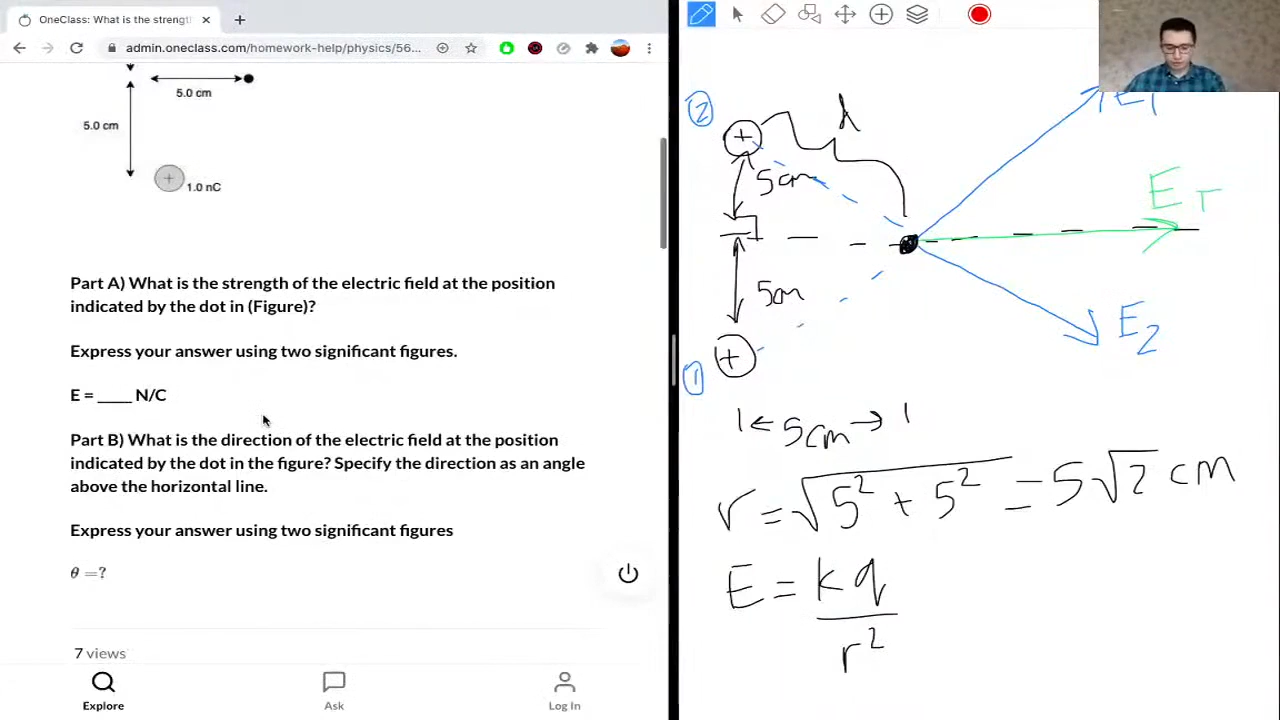 OneClass: What is the strengt
admin.oneclass.com/homework-help/physics/56...
5.0 cm
5.0 cm
+
1.0 nC
Part A) What is the strength of the electric field at the position
indicated by the dot in (Figure)?
Express your answer using two significant figures.
E = ____ N/C
Part B) What is the direction of the electric field at the position
indicated by the dot in the figure? Specify the direction as an angle
above the horizontal line.
Express your answer using two significant figures
θ =?
7 views
Explore
Ask
Log In
2
+
d
E1
5cm
ET
5cm
E2
+
1
5cm
r = √5² + 5² = 5√2 cm
E = kq
r²